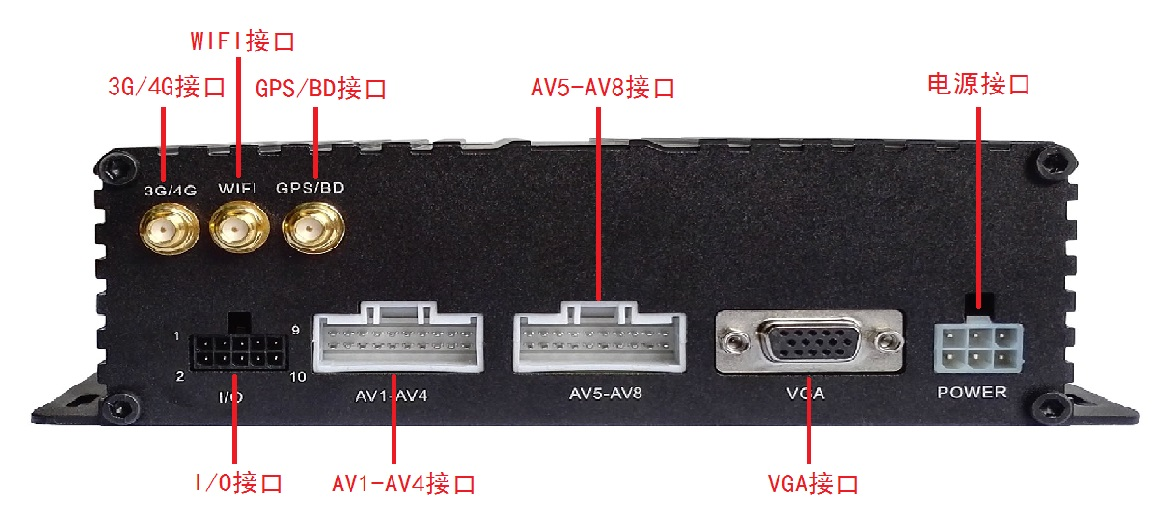 WIFI接口
3G/4G接口
GPS/BD接口
AV5-AV8接口
电源接口
3G/4G
WIFI
GPS/BD
1
9
2
10
I/O
AV1-AV4
AV5-AV8
VGA
POWER
I/O接口
AV1-AV4接口
VGA接口